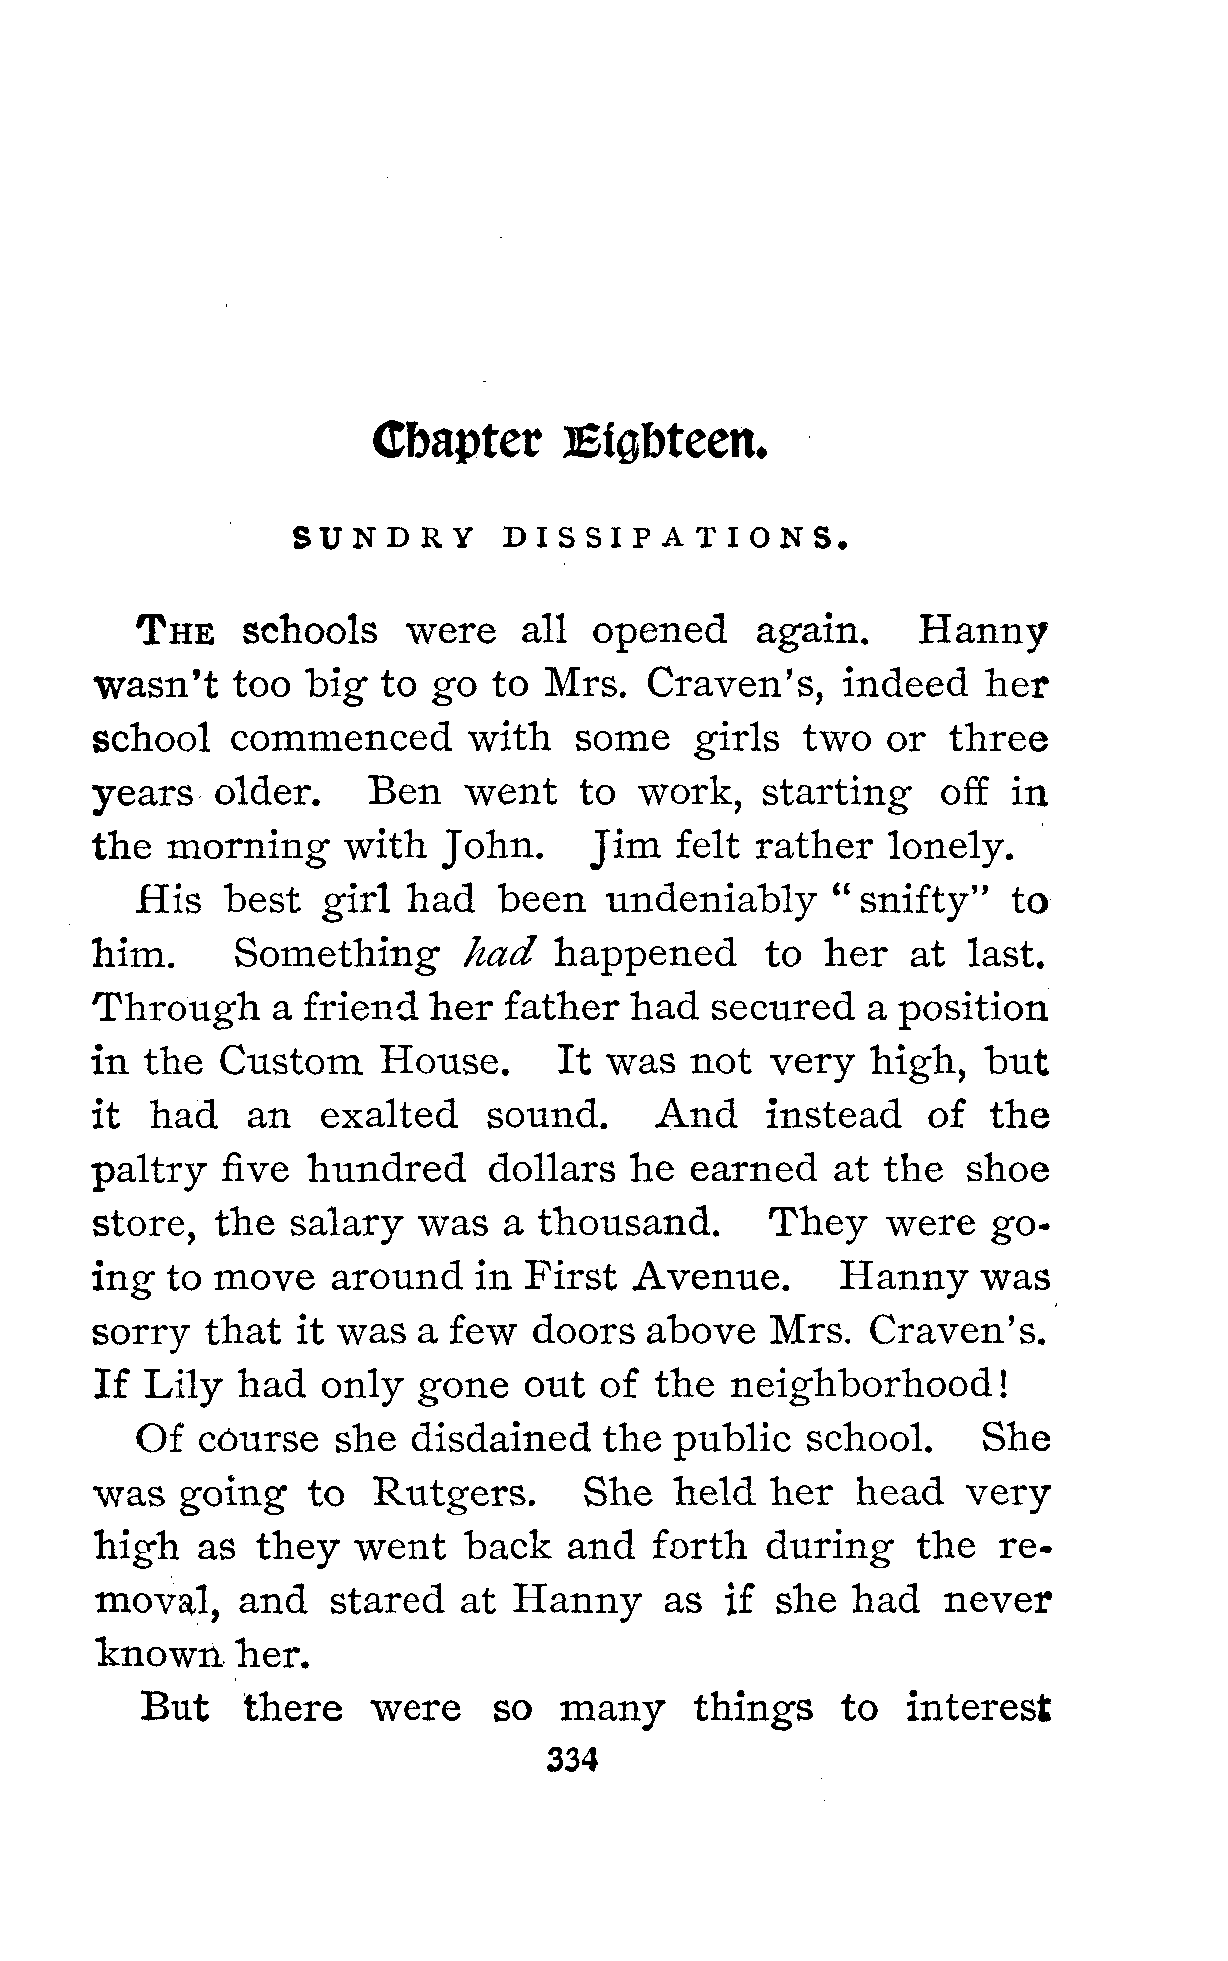 Chapter Eighteen.
SUNDRY DISSIPATIONS.
THE schools were all opened again. Hanny
wasn't too big to go to Mrs. Craven's, indeed her
school commenced with some girls two or three
years older. Ben went to work, starting off in
the morning with John. Jim felt rather lonely.
His best girl had been undeniably "snifty" to
him. Something had happened to her at last.
Through a friend her father had secured a position
in the Custom House. It was not very high, but
it had an exalted sound. And instead of the
paltry five hundred dollars he earned at the shoe
store, the salary was a thousand. They were go-
ing to move around in First Avenue. Hanny was
sorry that it was a few doors above Mrs. Craven's.
If Lily had only gone out of the neighborhood!
Of course she disdained the public school. She
was going to Rutgers. She held her head very
high as they went back and forth during the re-
moval, and stared at Hanny as if she had never
known her.
But there were so many things to interest
334